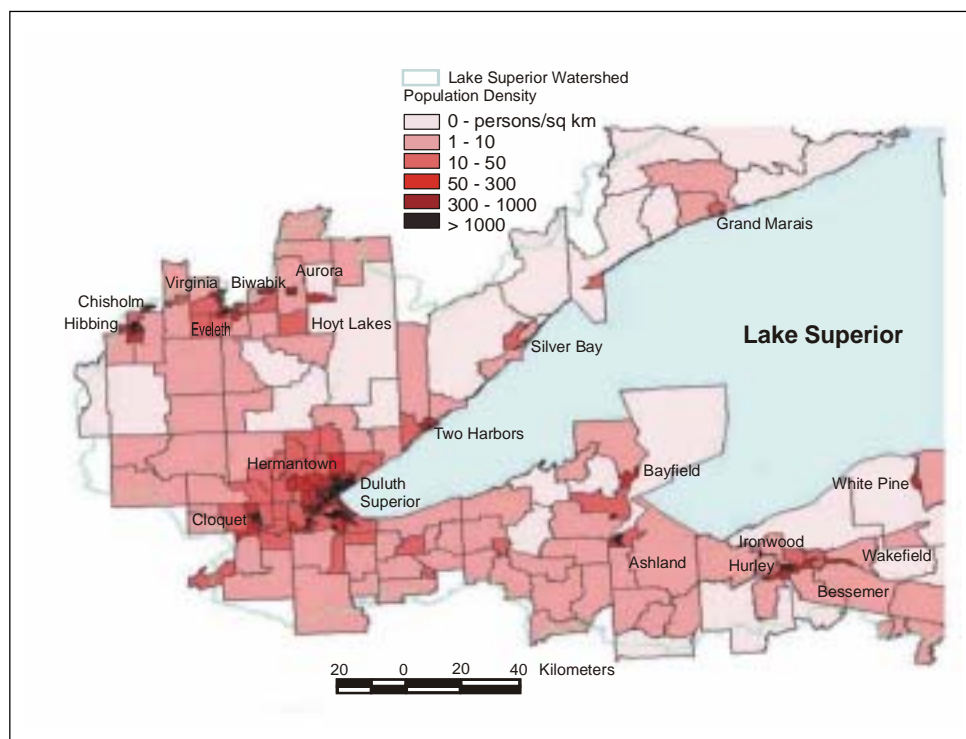 Lake Superior Watershed
Population Density
0 - persons/sq km
1 - 10
10 - 50
50 - 300
300 - 1000
> 1000
Grand Marais
Aurora
Virginia
Biwabik
Chisholm
Hibbing
Eveleth
Hoyt Lakes
Lake Superior
Silver Bay
Two Harbors
Hermantown
Duluth
Superior
Bayfield
White Pine
Cloquet
Ironwood
Ashland
Hurley
Wakefield
Bessemer
20 0 20 40 Kilometers